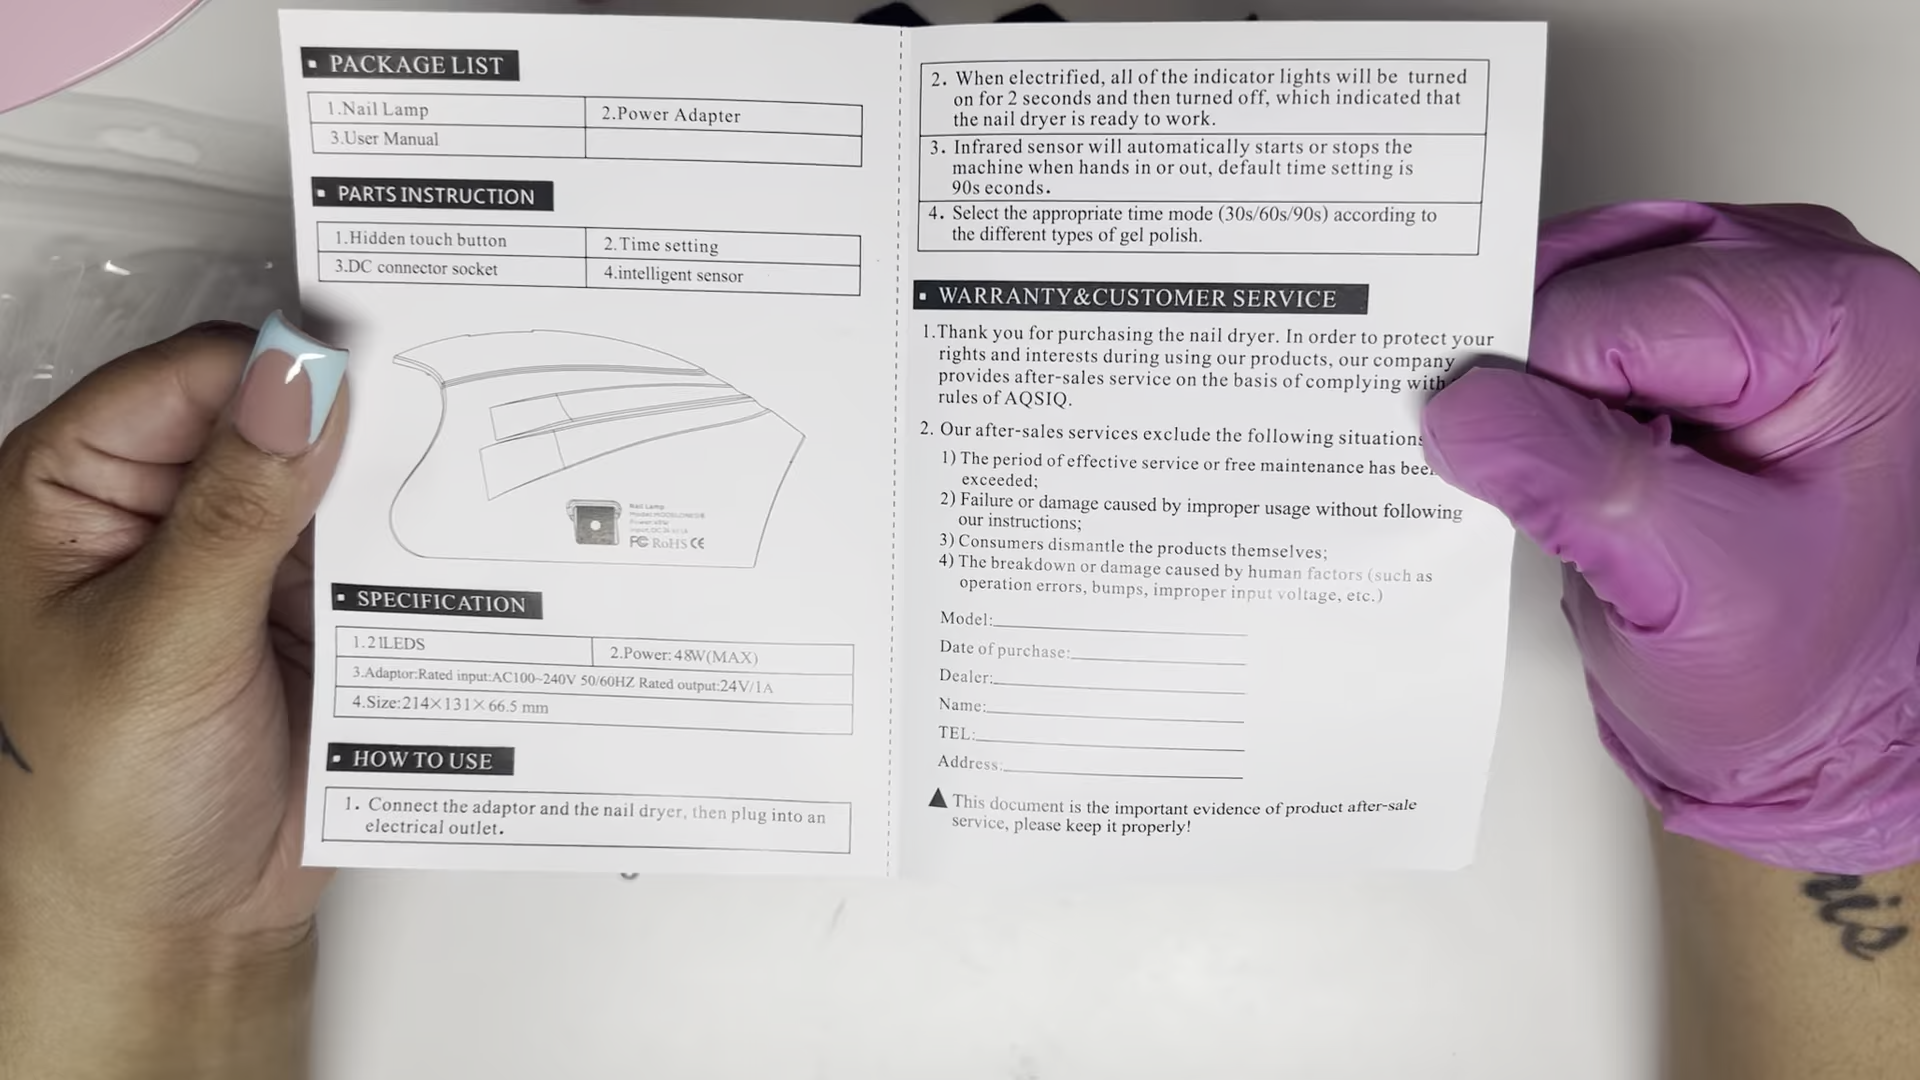 PACKAGE LIST
1.Nail Lamp
2.Power Adapter
3.User Manual
PARTS INSTRUCTION
1.Hidden touch button
2.Time setting
3.DC connector socket
4.intelligent sensor
Nail Lamp
FC RoHS CE
SPECIFICATION
1.21LEDS
2.Power:48W(MAX)
3.Adaptor:Rated input:AC100~240V 50/60HZ Rated output:24V/1A
4.Size:214×131×66.5 mm
HOW TO USE
1. Connect the adaptor and the nail dryer, then plug into an
electrical outlet.
2. When electrified, all of the indicator lights will be turned
on for 2 seconds and then turned off, which indicated that
the nail dryer is ready to work.
3. Infrared sensor will automatically starts or stops the
machine when hands in or out, default time setting is
90s econds.
4. Select the appropriate time mode (30s/60s/90s) according to
the different types of gel polish.
WARRANTY&CUSTOMER SERVICE
1.Thank you for purchasing the nail dryer. In order to protect your
rights and interests during using our products, our company
provides after-sales service on the basis of complying with
rules of AQSIQ.
2. Our after-sales services exclude the following situations
1) The period of effective service or free maintenance has been
exceeded;
2) Failure or damage caused by improper usage without following
our instructions;
3) Consumers dismantle the products themselves;
4) The breakdown or damage caused by human factors (such as
operation errors, bumps, improper input voltage, etc.)
Model:
Date of purchase:
Dealer:
Name:
TEL:
Address:
This document is the important evidence of product after-sale
service, please keep it properly!